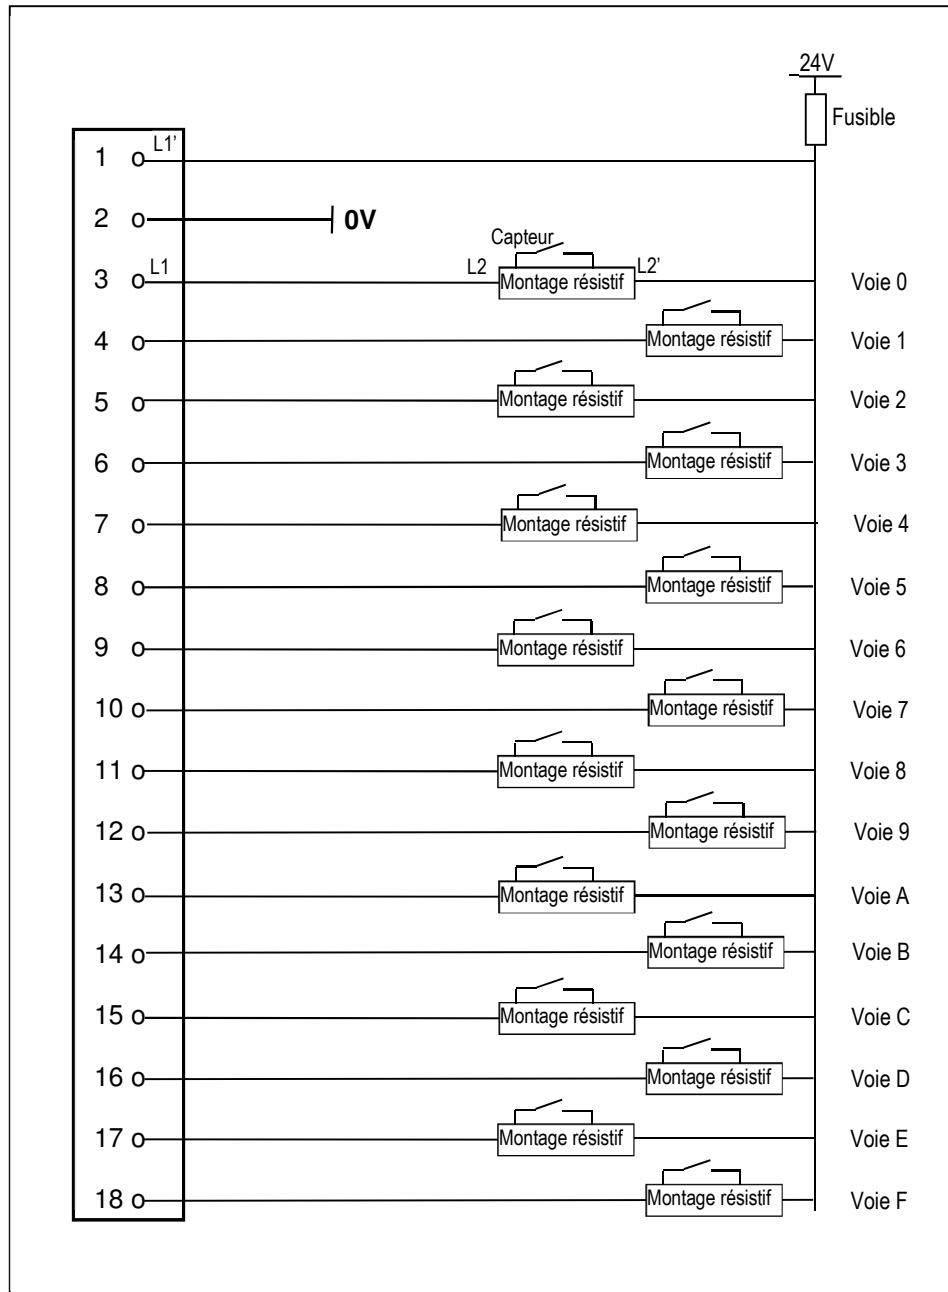 24V
Fusible
1 o L1’
2 o 0V
Capteur
3 o L1 L2 Montage résistif L2’ Voie 0
4 o Montage résistif Voie 1
5 o Montage résistif Voie 2
6 o Montage résistif Voie 3
7 o Montage résistif Voie 4
8 o Montage résistif Voie 5
9 o Montage résistif Voie 6
10 o Montage résistif Voie 7
11 o Montage résistif Voie 8
12 o Montage résistif Voie 9
13 o Montage résistif Voie A
14 o Montage résistif Voie B
15 o Montage résistif Voie C
16 o Montage résistif Voie D
17 o Montage résistif Voie E
18 o Montage résistif Voie F